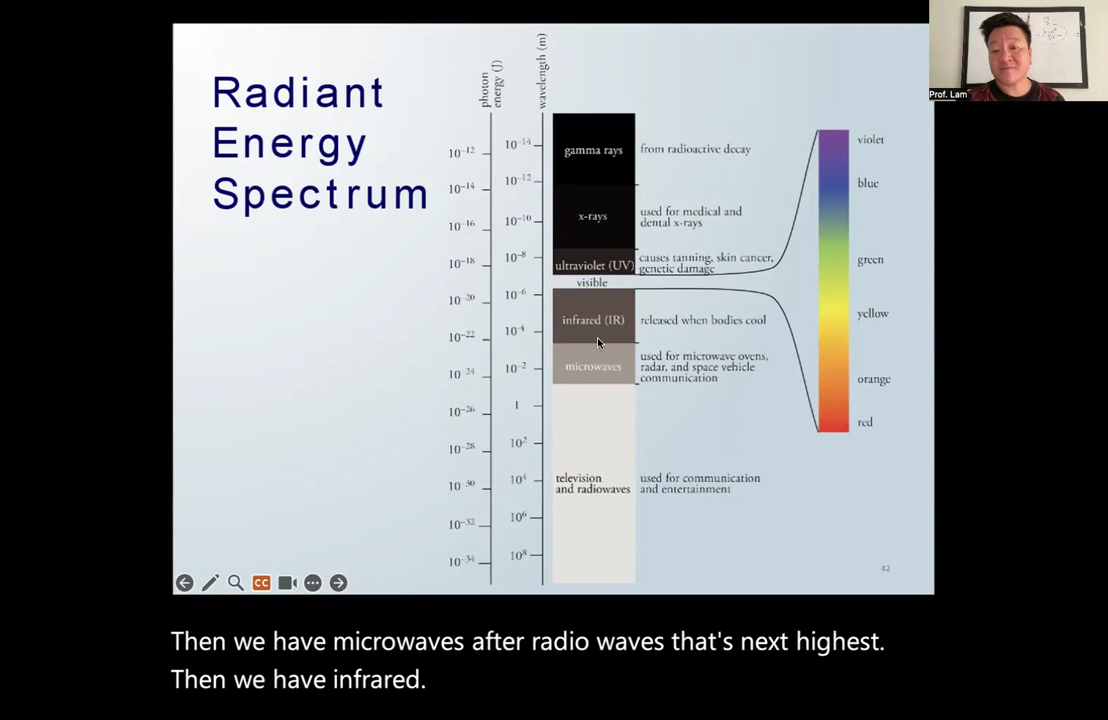 Prof. Lam
Radiant
Energy
Spectrum
photon
energy (J)
wavelength (m)
10⁻¹²
10⁻¹⁴
10⁻¹⁶
10⁻¹⁸
10⁻²⁰
10⁻²²
10⁻²⁴
10⁻²⁶
10⁻²⁸
10⁻³⁰
10⁻³²
10⁻³⁴
10⁻¹⁴
10⁻¹²
10⁻¹⁰
10⁻⁸
10⁻⁶
10⁻⁴
10⁻²
1
10²
10⁴
10⁶
10⁸
gamma rays
from radioactive decay
x-rays
used for medical and
dental x-rays
ultraviolet (UV)
causes tanning, skin cancer,
genetic damage
visible
infrared (IR)
released when bodies cool
microwaves
used for microwave ovens,
radar, and space vehicle
communication
television
and radiowaves
used for communication
and entertainment
violet
blue
green
yellow
orange
red
42
CC
Then we have microwaves after radio waves that's next highest.
Then we have infrared.